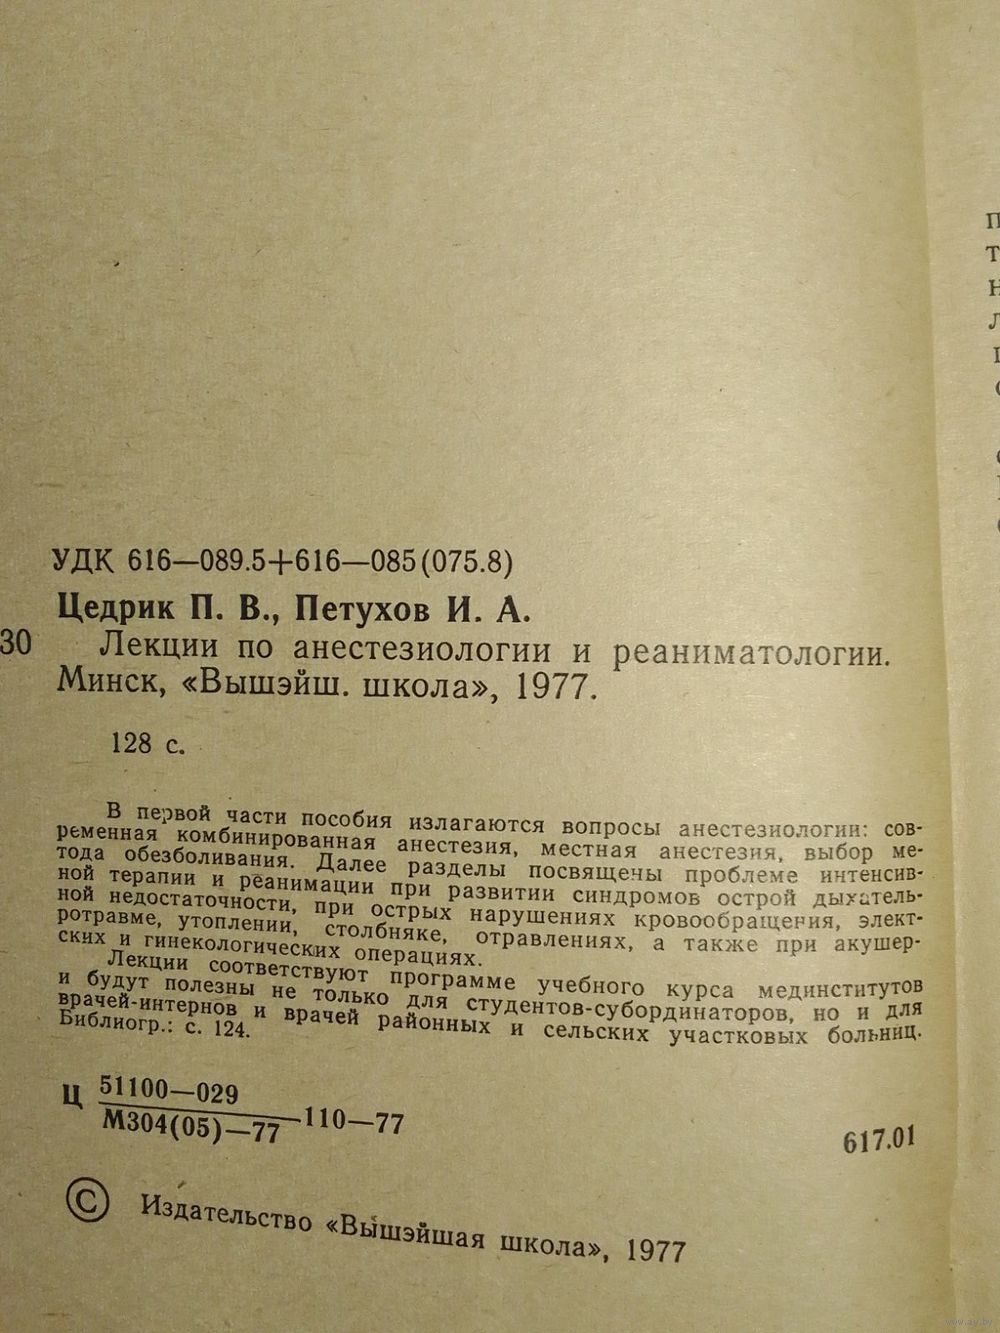 УДК 616—089.5+616—085(075.8)
Цедрик П. В., Петухов И. А.
30 Лекции по анестезиологии и реаниматологии.
Минск, «Вышэйш. школа», 1977.
128 с.
В первой части пособия излагаются вопросы анестезиологии: сов-
ременная комбинированная анестезия, местная анестезия, выбор ме-
тода обезболивания. Далее разделы посвящены проблеме интенсив-
ной терапии и реанимации при развитии синдромов острой дыхатель-
ной недостаточности, при острых нарушениях кровообращения, элект-
ротравме, утоплении, столбняке, отравлениях, а также при акушер-
ских и гинекологических операциях.
Лекции соответствуют программе учебного курса мединститутов
и будут полезны не только для студентов-субординаторов, но и для
врачей-интернов и врачей районных и сельских участковых больниц.
Библиогр.: с. 124.
Ц 51100—029
М304(05)—77 —110—77
617.01
© Издательство «Вышэйшая школа», 1977
п
т
н
л
www.ay.by